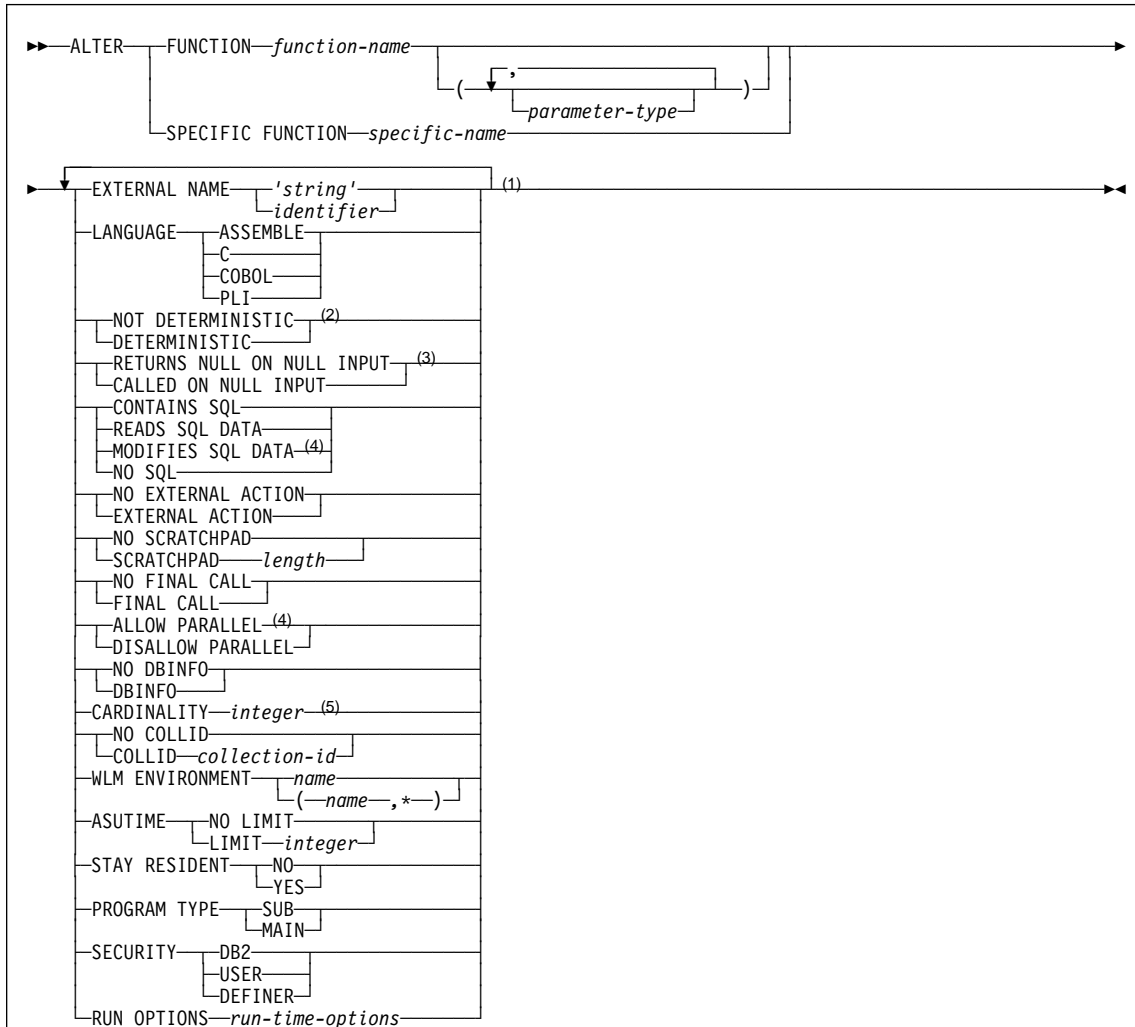 ALTER FUNCTION function-name
,
( parameter-type )
SPECIFIC FUNCTION specific-name
EXTERNAL NAME 'string' (1)
identifier
LANGUAGE ASSEMBLE
C
COBOL
PLI
NOT DETERMINISTIC (2)
DETERMINISTIC
RETURNS NULL ON NULL INPUT (3)
CALLED ON NULL INPUT
CONTAINS SQL
READS SQL DATA
MODIFIES SQL DATA (4)
NO SQL
NO EXTERNAL ACTION
EXTERNAL ACTION
NO SCRATCHPAD
SCRATCHPAD length
NO FINAL CALL
FINAL CALL
ALLOW PARALLEL (4)
DISALLOW PARALLEL
NO DBINFO
DBINFO
CARDINALITY integer (5)
NO COLLID
COLLID collection-id
WLM ENVIRONMENT name
( name ,* )
ASUTIME NO LIMIT
LIMIT integer
STAY RESIDENT NO
YES
PROGRAM TYPE SUB
MAIN
SECURITY DB2
USER
DEFINER
RUN OPTIONS run-time-options